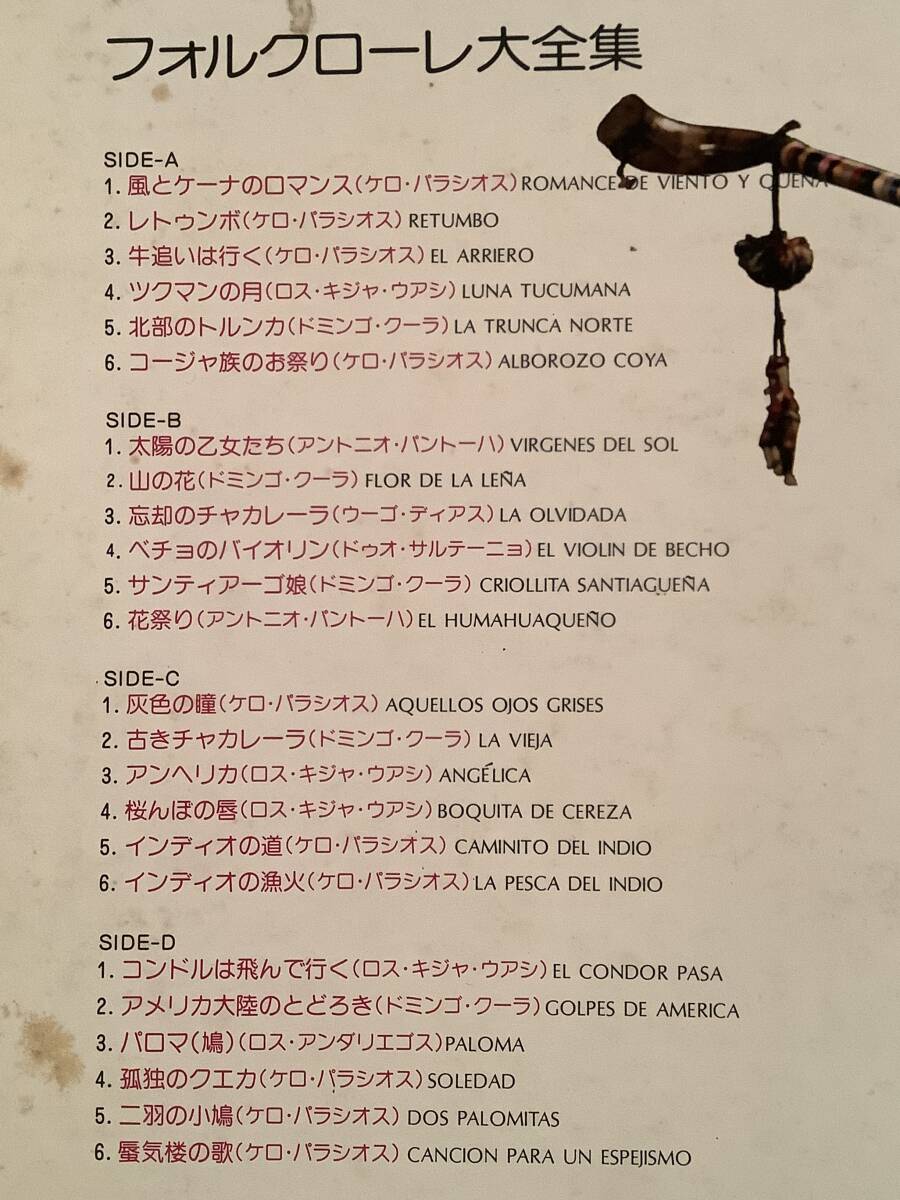 フォルクローレ大全集
SIDE-A
1. 風とケーナのロマンス(ケロ・パラシオス) ROMANCE DE VIENTO Y QUENA
2. レトゥンボ(ケロ・パラシオス) RETUMBO
3. 牛追いは行く(ケロ・パラシオス) EL ARRIERO
4. ツクマンの月(ロス・キジャ・ウアシ) LUNA TUCUMANA
5. 北部のトルンカ(ドミンゴ・クーラ) LA TRUNCA NORTE
6. コージャ族のお祭り(ケロ・パラシオス) ALBOROZO COYA
SIDE-B
1. 太陽の乙女たち(アントニオ・パントーハ) VIRGENES DEL SOL
2. 山の花(ドミンゴ・クーラ) FLOR DE LA LEÑA
3. 忘却のチャカレーラ(ウーゴ・ディアス) LA OLVIDADA
4. ベチョのバイオリン(ドゥオ・サルテーニョ) EL VIOLIN DE BECHO
5. サンティアーゴ娘(ドミンゴ・クーラ) CRIOLLITA SANTIAGUEÑA
6. 花祭り(アントニオ・パントーハ) EL HUMAHUAQUEÑO
SIDE-C
1. 灰色の瞳(ケロ・パラシオス) AQUELLOS OJOS GRISES
2. 古きチャカレーラ(ドミンゴ・クーラ) LA VIEJA
3. アンヘリカ(ロス・キジャ・ウアシ) ANGÉLICA
4. 桜んぼの唇(ロス・キジャ・ウアシ) BOQUITA DE CEREZA
5. インディオの道(ケロ・パラシオス) CAMINITO DEL INDIO
6. インディオの漁火(ケロ・パラシオス) LA PESCA DEL INDIO
SIDE-D
1. コンドルは飛んで行く(ロス・キジャ・ウアシ) EL CONDOR PASA
2. アメリカ大陸のとどろき(ドミンゴ・クーラ) GOLPES DE AMERICA
3. パロマ(鳩)(ロス・アンダリエゴス) PALOMA
4. 孤独のクエカ(ケロ・パラシオス) SOLEDAD
5. 二羽の小鳩(ケロ・パラシオス) DOS PALOMITAS
6. 蜃気楼の歌(ケロ・パラシオス) CANCION PARA UN ESPEJISMO